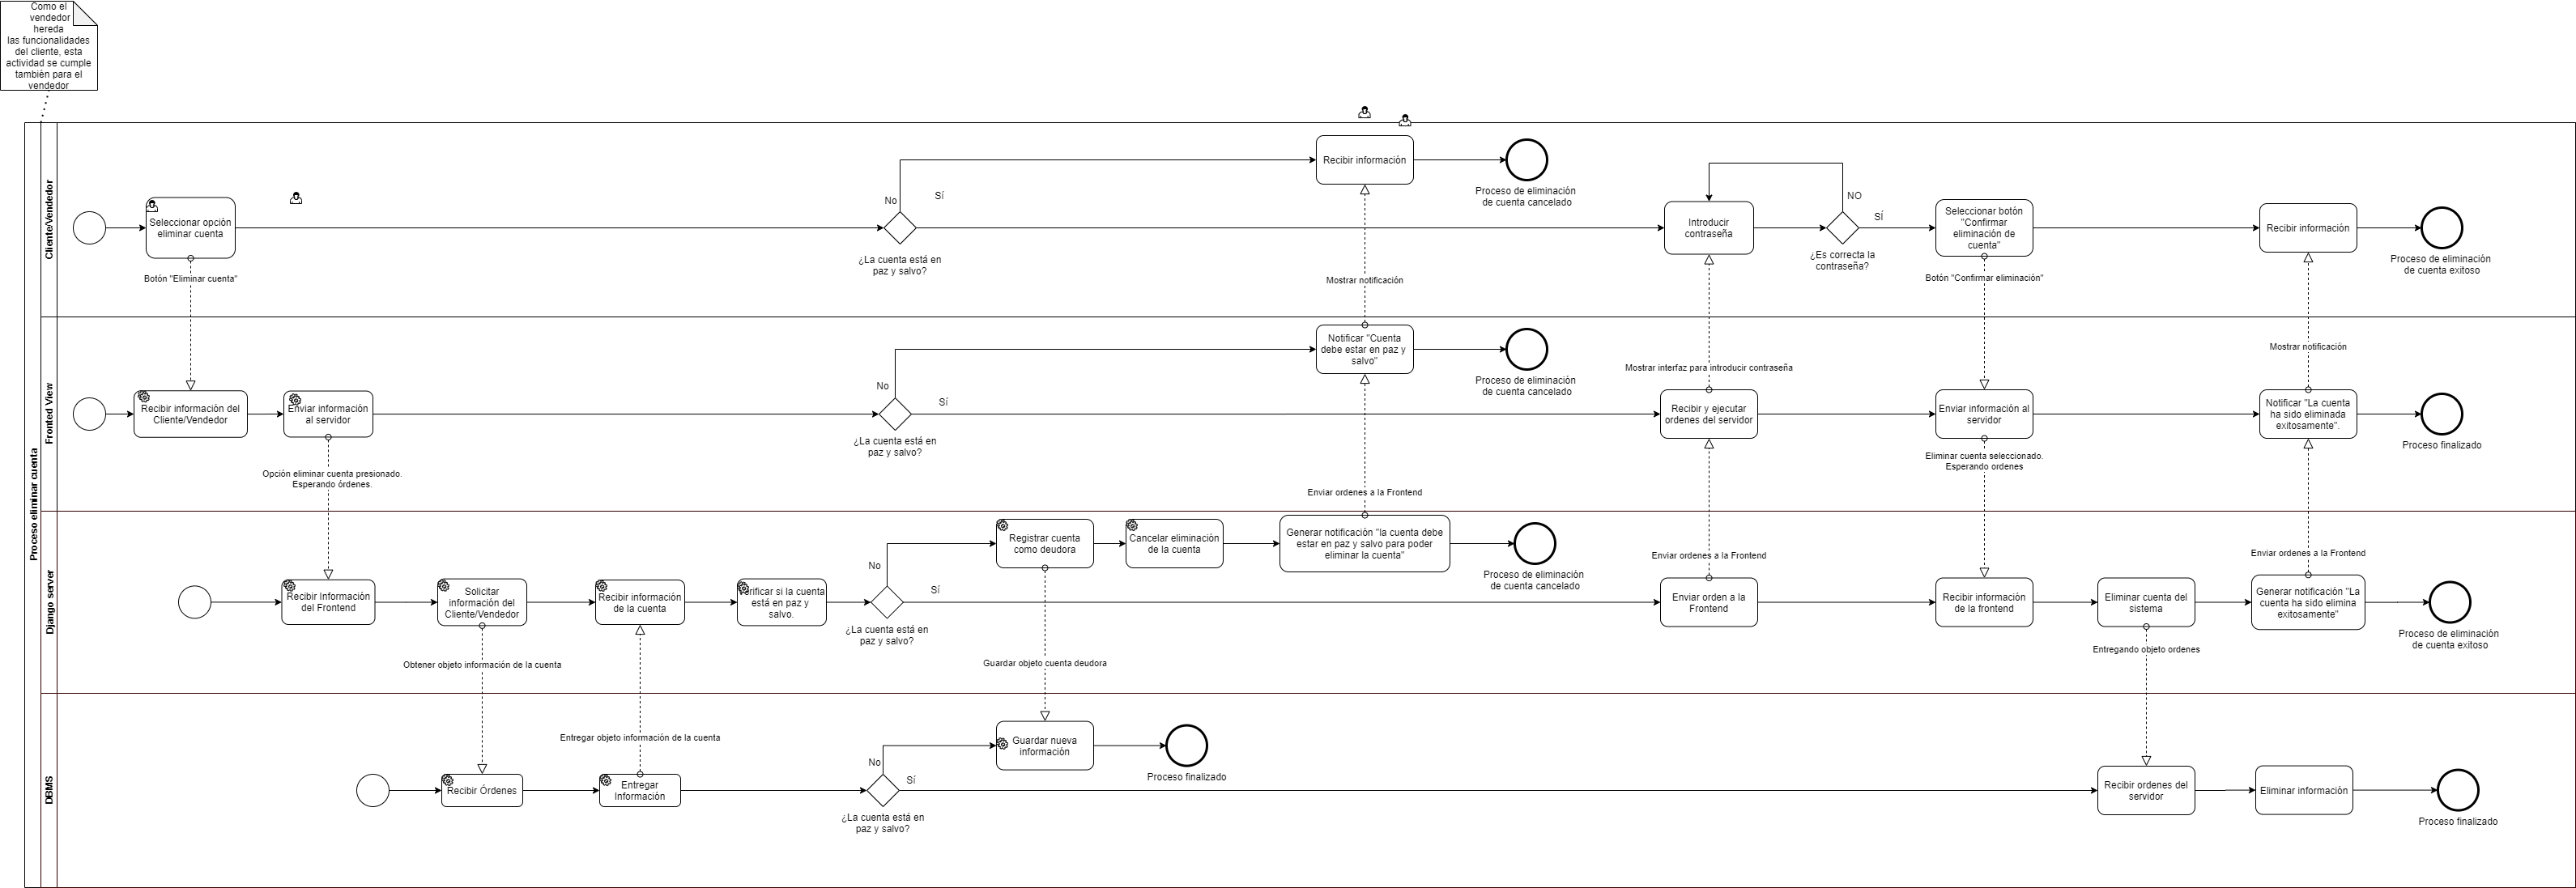 Como el
vendedor
hereda
las funcionalidades
del cliente, esta
actividad se cumple
tambièn para el
vendedor
Proceso eliminar cuenta
Cliente/Vendedor
Seleccionar opción
eliminar cuenta
Botón "Eliminar cuenta"
No
Sí
¿La cuenta está en
paz y salvo?
Recibir información
Proceso de eliminación
de cuenta cancelado
Mostrar notificación
Introducir
contraseña
NO
SÍ
¿Es correcta la
contraseña?
Seleccionar botón
"Confirmar
eliminación de
cuenta"
Botón "Confirmar eliminación"
Recibir información
Proceso de eliminación
de cuenta exitoso
Fronted View
Recibir información del
Cliente/Vendedor
Enviar información
al servidor
Opción eliminar cuenta presionado.
Esperando órdenes.
No
Sí
¿La cuenta está en
paz y salvo?
Notificar "Cuenta
debe estar en paz y
salvo"
Proceso de eliminación
de cuenta cancelado
Enviar ordenes a la Frontend
Mostrar interfaz para introducir contraseña
Recibir y ejecutar
ordenes del servidor
Enviar información al
servidor
Eliminar cuenta seleccionado.
Esperando ordenes
Mostrar notificación
Notificar "La cuenta
ha sido eliminada
exitosamente".
Proceso finalizado
Django server
Recibir Información
del Frontend
Solicitar
información del
Cliente/Vendedor
Obtener objeto información de la cuenta
Recibir información
de la cuenta
Verificar si la cuenta
está en paz y
salvo.
No
Sí
¿La cuenta está en
paz y salvo?
Registrar cuenta
como deudora
Guardar objeto cuenta deudora
Cancelar eliminación
de la cuenta
Generar notificación "la cuenta debe
estar en paz y salvo para poder
eliminar la cuenta"
Proceso de eliminación
de cuenta cancelado
Enviar ordenes a la Frontend
Enviar orden a la
Frontend
Recibir información
de la frontend
Eliminar cuenta del
sistema
Entregando objeto ordenes
Enviar ordenes a la Frontend
Generar notificación "La
cuenta ha sido elimina
exitosamente"
Proceso de eliminación
de cuenta exitoso
DBMS
Recibir Órdenes
Entregar objeto información de la cuenta
Entregar
Información
No
Sí
¿La cuenta está en
paz y salvo?
Guardar nueva
información
Proceso finalizado
Recibir ordenes del
servidor
Eliminar información
Proceso finalizado